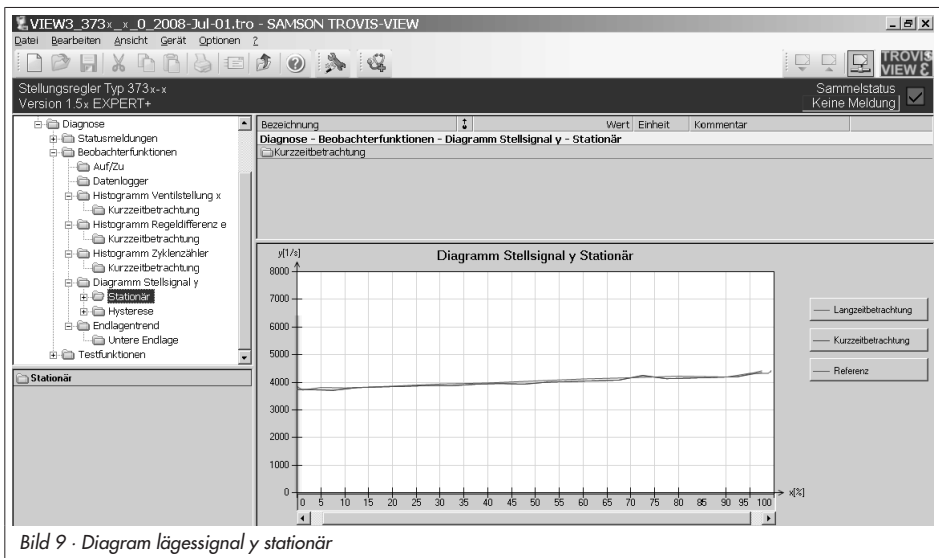 VIEW3_373x_x_0_2008-Jul-01.tro - SAMSON TROVIS-VIEW
Datei Bearbeiten Ansicht Gerät Optionen ?
TROVIS
VIEW 3
Stellungsregler Typ 373x-x
Version 1.5x EXPERT+
Sammelstatus
Keine Meldung
Diagnose
Statusmeldungen
Beobachterfunktionen
Auf/Zu
Datenlogger
Histogramm Ventilstellung x
Kurzzeitbetrachtung
Histogramm Regeldifferenz e
Kurzzeitbetrachtung
Histogramm Zyklenzähler
Kurzzeitbetrachtung
Diagramm Stellsignal y
Stationär
Hysterese
Endlagentrend
Untere Endlage
Testfunktionen
Stationär
Bezeichnung Wert Einheit Kommentar
Diagnose - Beobachterfunktionen - Diagramm Stellsignal y - Stationär
Kurzzeitbetrachtung
Diagramm Stellsignal y Stationär
y[1/s]
8000
7000
6000
5000
4000
3000
2000
1000
0
0 5 10 15 20 25 30 35 40 45 50 55 60 65 70 75 80 85 90 95 100
x[%]
Langzeitbetrachtung
Kurzzeitbetrachtung
Referenz
Bild 9 · Diagram lägessignal y stationär